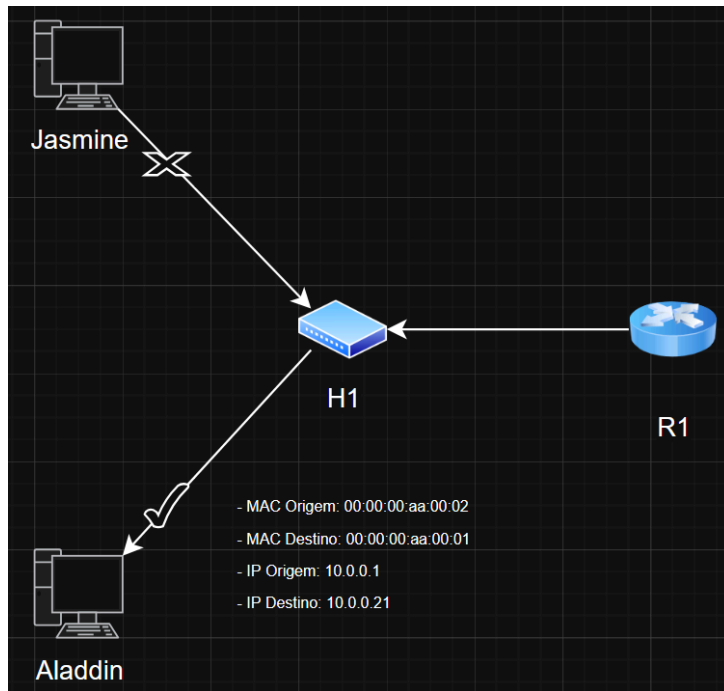 Jasmine
H1
R1
- MAC Origem: 00:00:00:aa:00:02
- MAC Destino: 00:00:00:aa:00:01
- IP Origem: 10.0.0.1
- IP Destino: 10.0.0.21
Aladdin